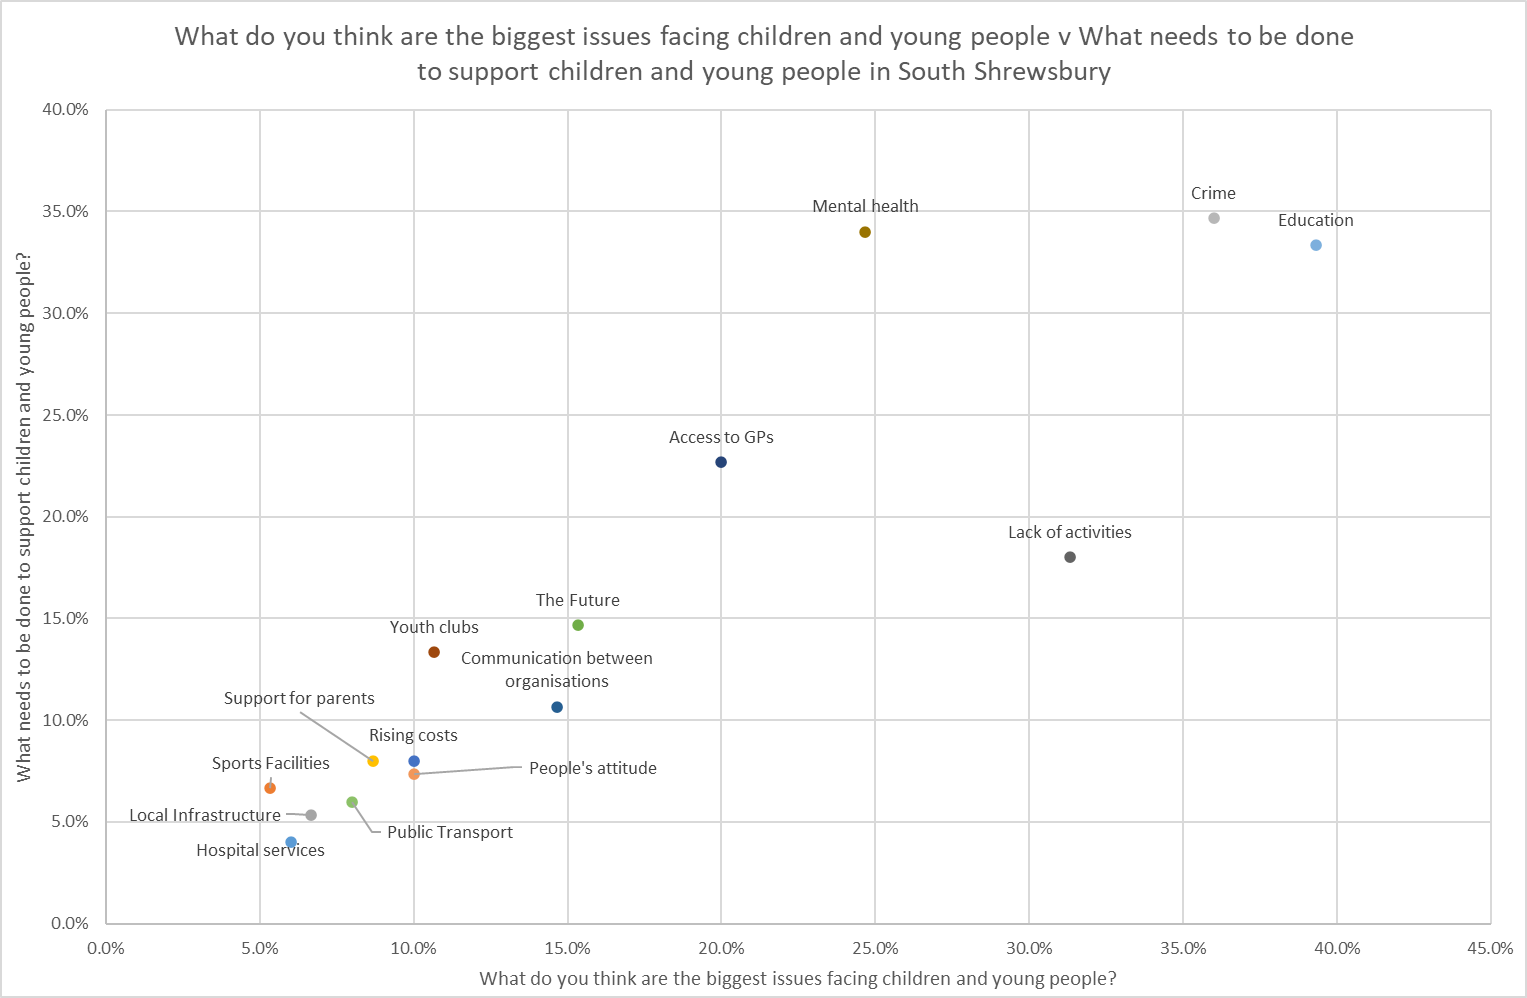 What do you think are the biggest issues facing children and young people v What needs to be done
to support children and young people in South Shrewsbury
What needs to be done to support children and young people?
40.0%
35.0%
30.0%
25.0%
20.0%
15.0%
10.0%
5.0%
0.0%
Crime
Mental health
Education
Access to GPs
Lack of activities
The Future
Youth clubs
Communication between
organisations
Support for parents
Rising costs
Sports Facilities
People's attitude
Local Infrastructure
Public Transport
Hospital services
0.0%
5.0%
10.0%
15.0%
20.0%
25.0%
30.0%
35.0%
40.0%
45.0%
What do you think are the biggest issues facing children and young people?